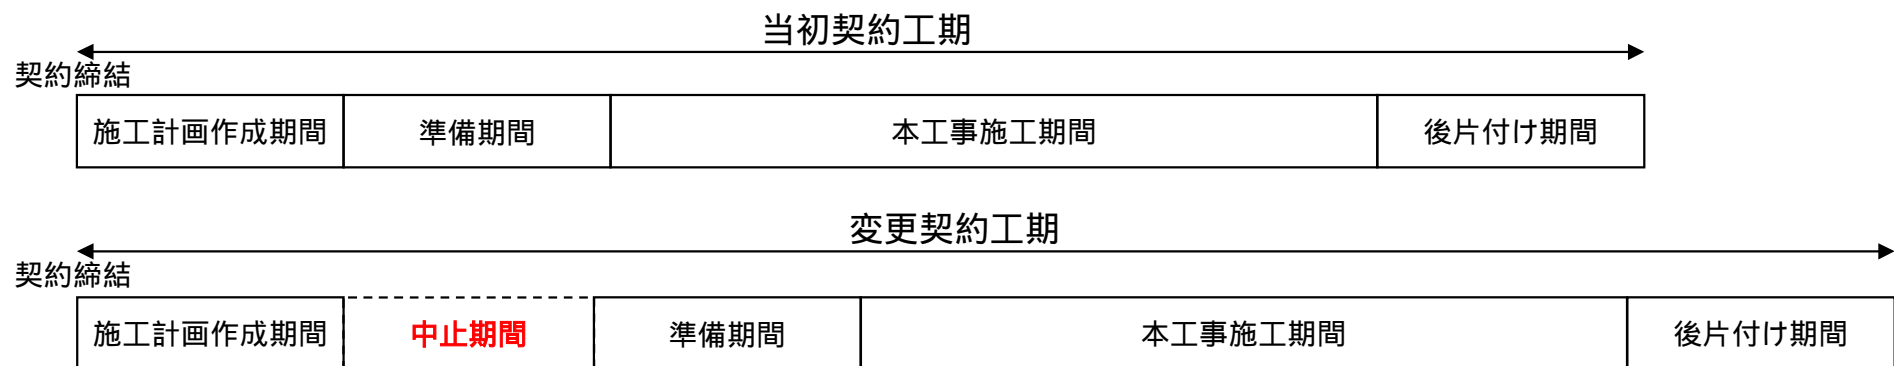 当初契約工期
契約締結
施工計画作成期間 準備期間 本工事施工期間 後片付け期間
変更契約工期
契約締結
施工計画作成期間 中止期間 準備期間 本工事施工期間 後片付け期間